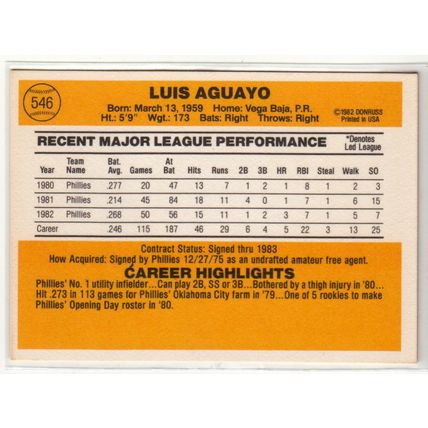 546
LUIS AGUAYO
Born: March 13, 1959 Home: Vega Baja, P.R.
Ht.: 5'9" Wgt.: 173 Bats: Right Throws: Right
©1982 DONRUSS
Printed in USA
RECENT MAJOR LEAGUE PERFORMANCE
*Denotes
Led League
Year Team Name Bat. Avg. Games At Bat Hits Runs 2B 3B HR RBI Steal Walk SO
1980 Phillies .277 20 47 13 7 1 2 1 8 1 2 3
1981 Phillies .214 45 84 18 11 4 0 1 7 1 6 15
1982 Phillies .268 50 56 15 11 1 2 3 7 1 5 7
Career .246 115 187 46 29 6 4 5 22 3 13 25
Contract Status: Signed thru 1983
How Acquired: Signed by Phillies 12/27/75 as an undrafted amateur free agent.
CAREER HIGHLIGHTS
Phillies' No. 1 utility infielder...Can play 2B, SS or 3B...Bothered by a thigh injury in '80...
Hit .273 in 113 games for Phillies' Oklahoma City farm in '79...One of 5 rookies to make
Phillies' Opening Day roster in '80.